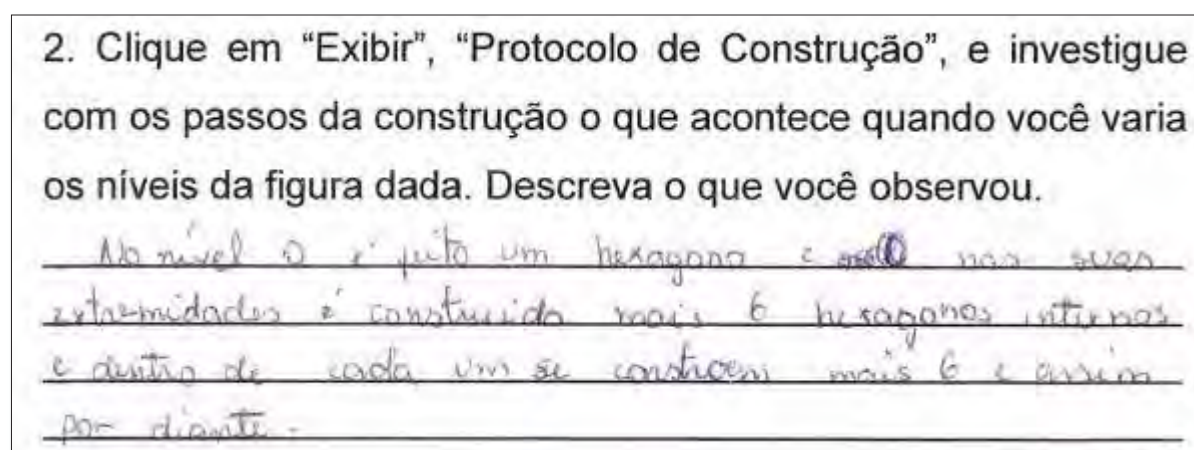 2. Clique em “Exibir”, “Protocolo de Construção”, e investigue
com os passos da construção o que acontece quando você varia
os níveis da figura dada. Descreva o que você observou.
No nível 0 é feito um hexagono e nas suas
extremidades é construido mais 6 hexagonos internos
e dentro de cada um se constroem mais 6 e assim
por diante.